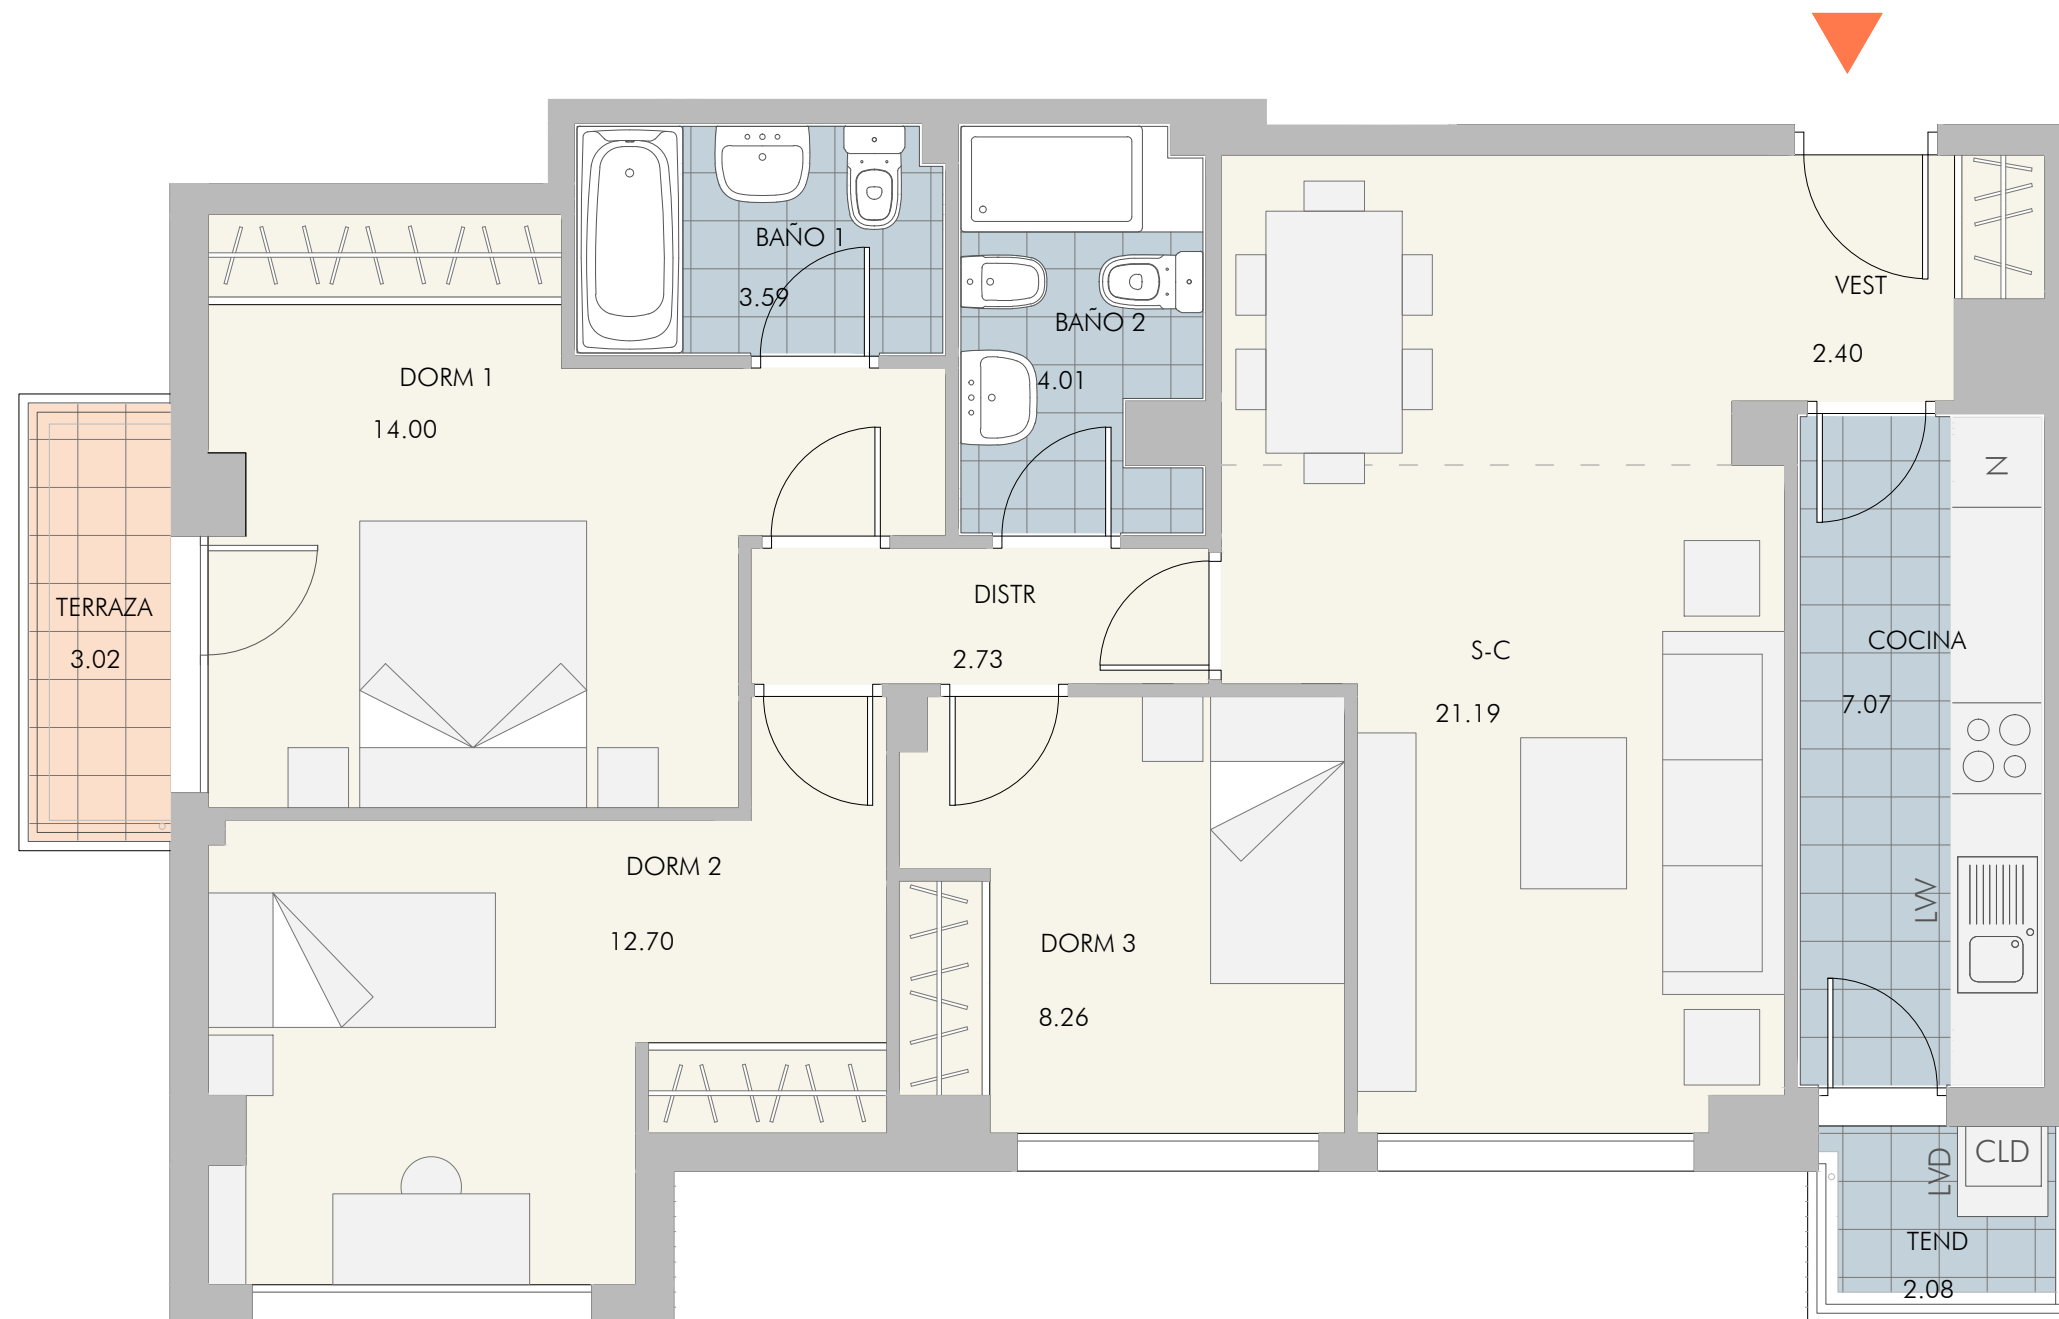 BAÑO 1
3.59
BAÑO 2
4.01
VEST
2.40
DORM 1
14.00
N
TERRAZA
3.02
DISTR
2.73
S-C
21.19
COCINA
7.07
LVV
DORM 2
12.70
DORM 3
8.26
CLD
LVD
TEND
2.08